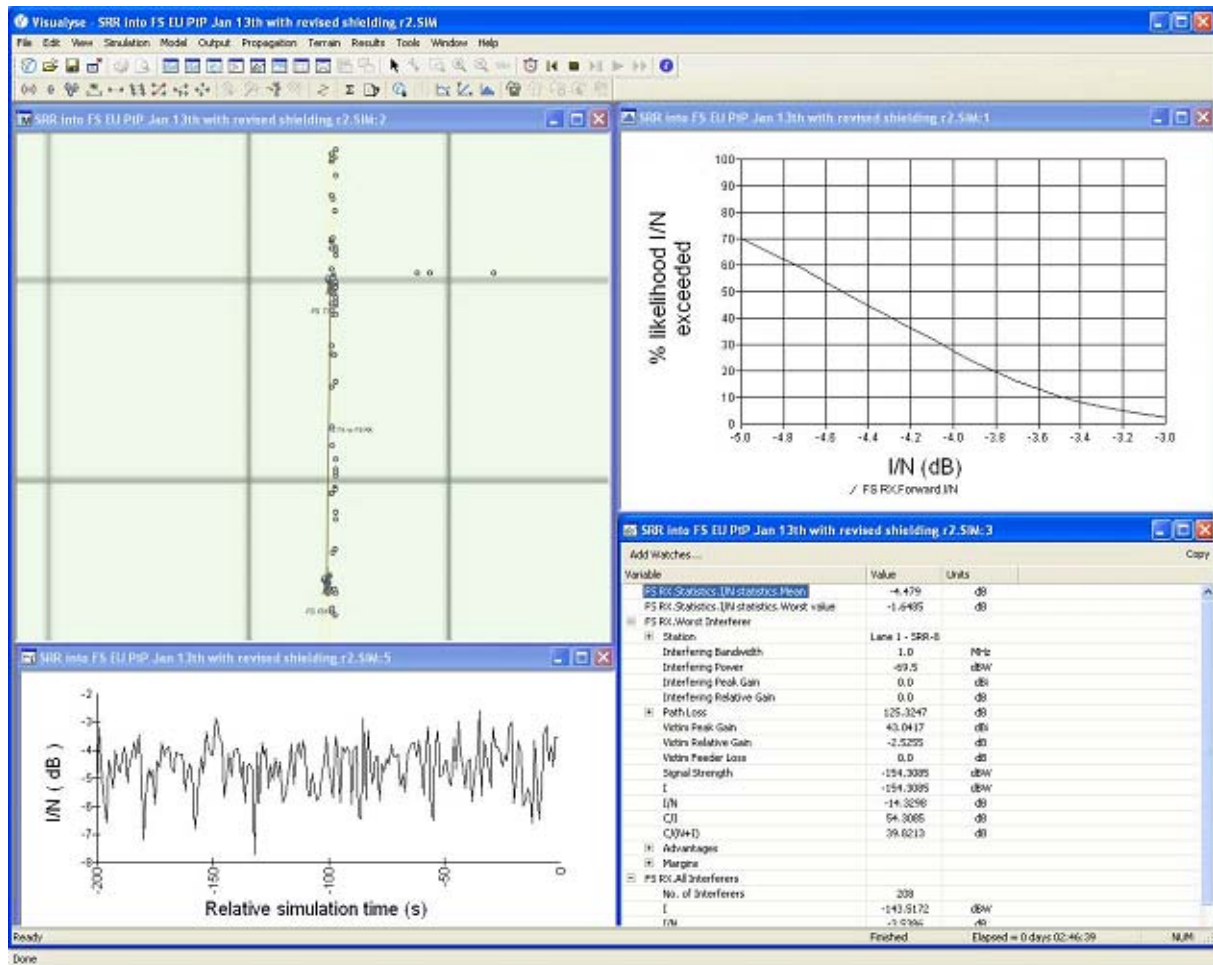 Visualyse - SRR into FS EU PtP Jan 13th with revised shielding r2.SIM
File Edit View Simulation Model Output Propagation Terrain Results Tools Window Help
SRR into FS EU PtP Jan 13th with revised shielding r2.SIM:2
FS RX
SRR into FS EU PtP Jan 13th with revised shielding r2.SIM:1
% likelihood I/N exceeded
100
90
80
70
60
50
40
30
20
10
0
-5.0 -4.8 -4.6 -4.4 -4.2 -4.0 -3.8 -3.6 -3.4 -3.2 -3.0
I/N (dB)
FS RX.Forward.I/N
SRR into FS EU PtP Jan 13th with revised shielding r2.SIM:3
Add Watches... Copy
Variable Value Units
FS RX.Statistics.I/N statistics.Mean -4.479 dB
FS RX.Statistics.I/N statistics.Worst value -1.6485 dB
FS RX.Worst Interferer
Station Lane 1 - SRR-8
Interfering Bandwidth 1.0 MHz
Interfering Power -69.5 dBW
Interfering Peak Gain 0.0 dBi
Interfering Relative Gain 0.0 dB
Path Loss 125.3247 dB
Victim Peak Gain 43.0417 dBi
Victim Relative Gain -2.5255 dB
Victim Feeder Loss 0.0 dB
Signal Strength -154.3085 dBW
I -154.3085 dBW
I/N -14.3298 dB
C/I 54.3085 dB
C/(N+I) 39.8213 dB
Advantages
Margins
FS RX.All Interferers
No. of Interferers 208
I -143.5172 dBW
I/N -3.5386 dB
SRR into FS EU PtP Jan 13th with revised shielding r2.SIM:5
I/N ( dB )
-2
-3
-4
-5
-6
-7
-8
-200 -150 -100 -50 0
Relative simulation time (s)
Ready Finished Elapsed = 0 days 02:46:39 NUM
Done